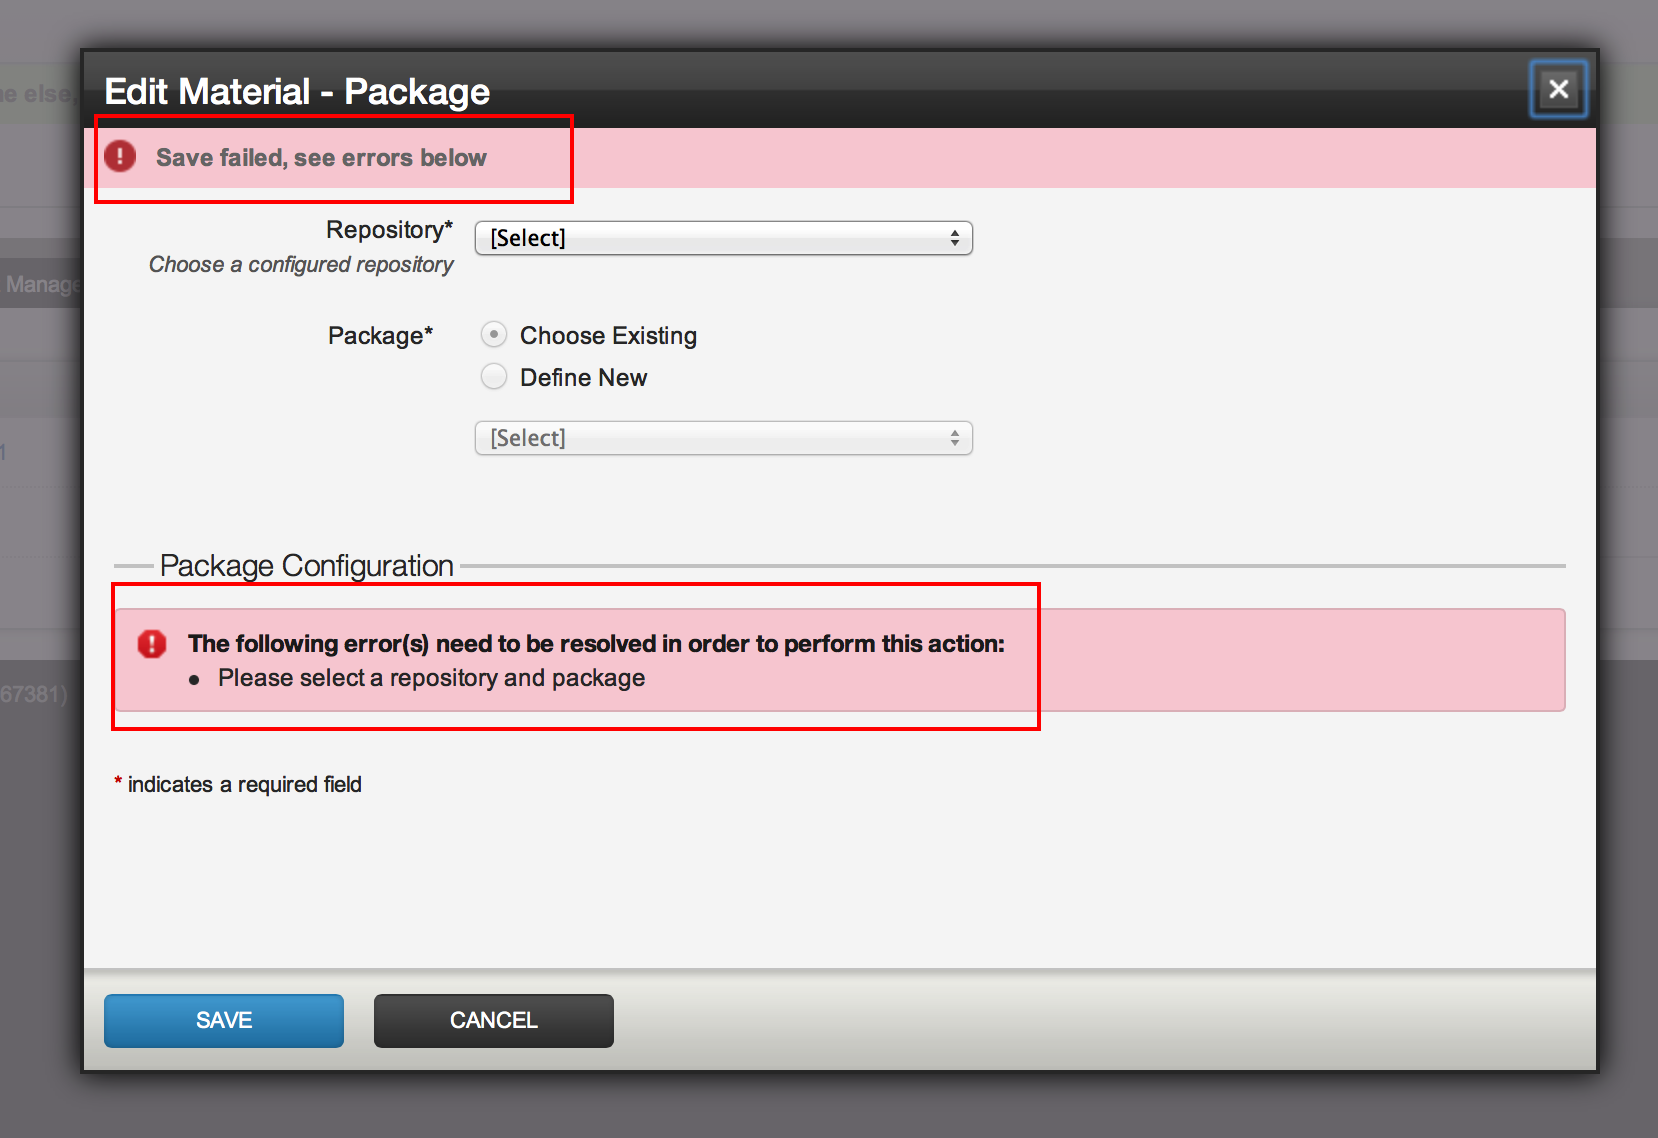 Edit Material - Package
ne else,
Save failed, see errors below
Repository*
[Select]
Choose a configured repository
Manage
Package*
Choose Existing
Define New
[Select]
1
Package Configuration
The following error(s) need to be resolved in order to perform this action:
Please select a repository and package
67381)
* indicates a required field
SAVE
CANCEL